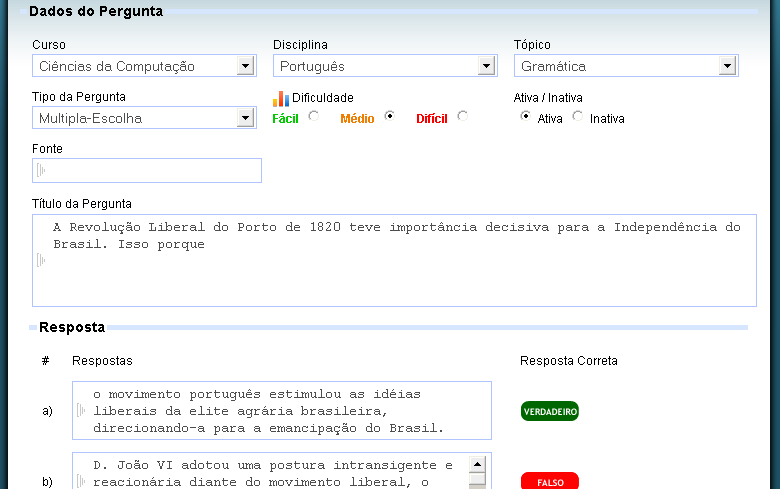 Dados do Pergunta
Curso
Disciplina
Tópico
Ciências da Computação
Português
Gramática
Tipo da Pergunta
Dificuldade
Ativa / Inativa
Multipla-Escolha
Fácil
Médio
Difícil
Ativa
Inativa
Fonte
Título da Pergunta
A Revolução Liberal do Porto de 1820 teve importância decisiva para a Independência do
Brasil. Isso porque
Resposta
#
Respostas
Resposta Correta
a)
o movimento português estimulou as idéias
liberais da elite agrária brasileira,
direcionando-a para a emancipação do Brasil.
VERDADEIRO
b)
D. João VI adotou uma postura intransigente e
reacionária diante do movimento liberal, o
FALSO